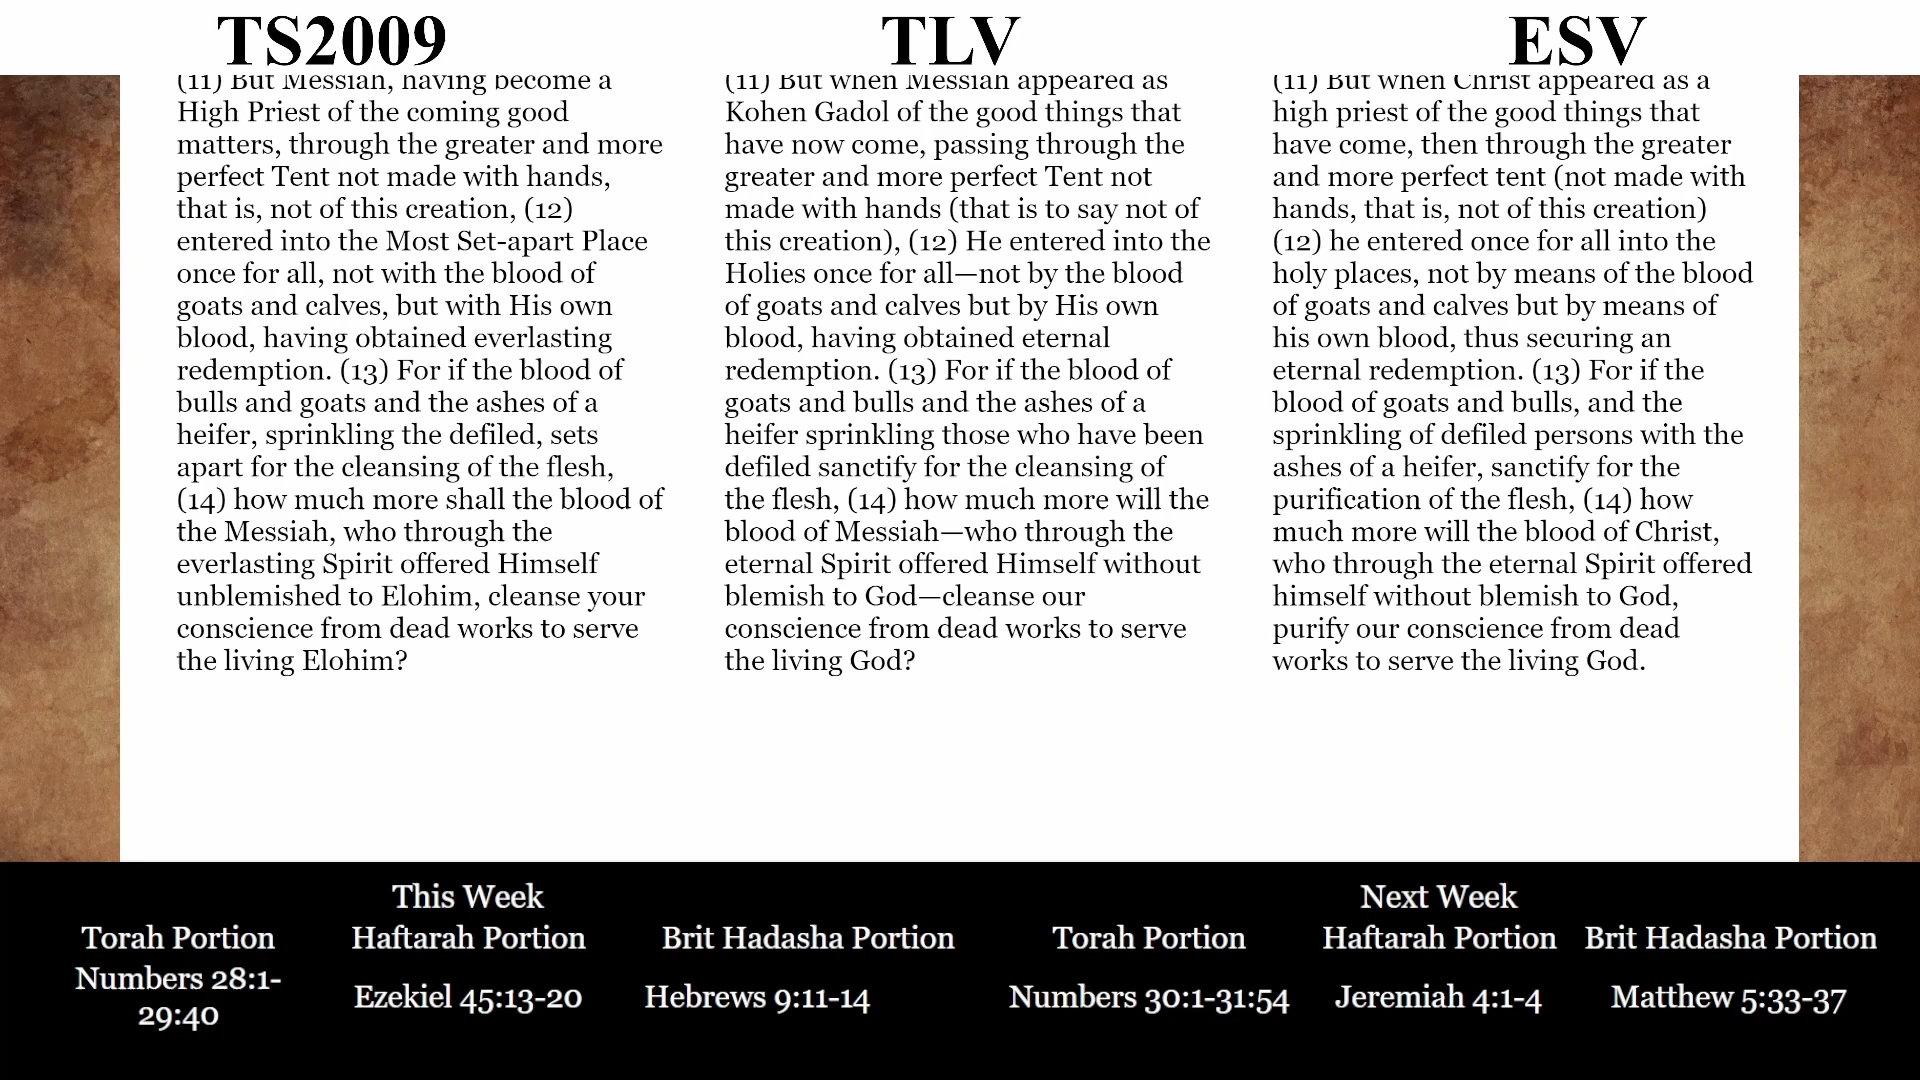 TS2009
(11) But Messiah, having become a
High Priest of the coming good
matters, through the greater and more
perfect Tent not made with hands,
that is, not of this creation, (12)
entered into the Most Set-apart Place
once for all, not with the blood of
goats and calves, but with His own
blood, having obtained everlasting
redemption. (13) For if the blood of
bulls and goats and the ashes of a
heifer, sprinkling the defiled, sets
apart for the cleansing of the flesh,
(14) how much more shall the blood of
the Messiah, who through the
everlasting Spirit offered Himself
unblemished to Elohim, cleanse your
conscience from dead works to serve
the living Elohim?
TLV
(11) But when Messiah appeared as
Kohen Gadol of the good things that
have now come, passing through the
greater and more perfect Tent not
made with hands (that is to say not of
this creation), (12) He entered into the
Holies once for all—not by the blood
of goats and calves but by His own
blood, having obtained eternal
redemption. (13) For if the blood of
goats and bulls and the ashes of a
heifer sprinkling those who have been
defiled sanctify for the cleansing of
the flesh, (14) how much more will the
blood of Messiah—who through the
eternal Spirit offered Himself without
blemish to God—cleanse our
conscience from dead works to serve
the living God?
ESV
(11) But when Christ appeared as a
high priest of the good things that
have come, then through the greater
and more perfect tent (not made with
hands, that is, not of this creation)
(12) he entered once for all into the
holy places, not by means of the blood
of goats and calves but by means of
his own blood, thus securing an
eternal redemption. (13) For if the
blood of goats and bulls, and the
sprinkling of defiled persons with the
ashes of a heifer, sanctify for the
purification of the flesh, (14) how
much more will the blood of Christ,
who through the eternal Spirit offered
himself without blemish to God,
purify our conscience from dead
works to serve the living God.
This Week
Torah Portion
Numbers 28:1-
29:40
Haftarah Portion
Ezekiel 45:13-20
Brit Hadasha Portion
Hebrews 9:11-14
Next Week
Torah Portion
Numbers 30:1-31:54
Haftarah Portion
Jeremiah 4:1-4
Brit Hadasha Portion
Matthew 5:33-37